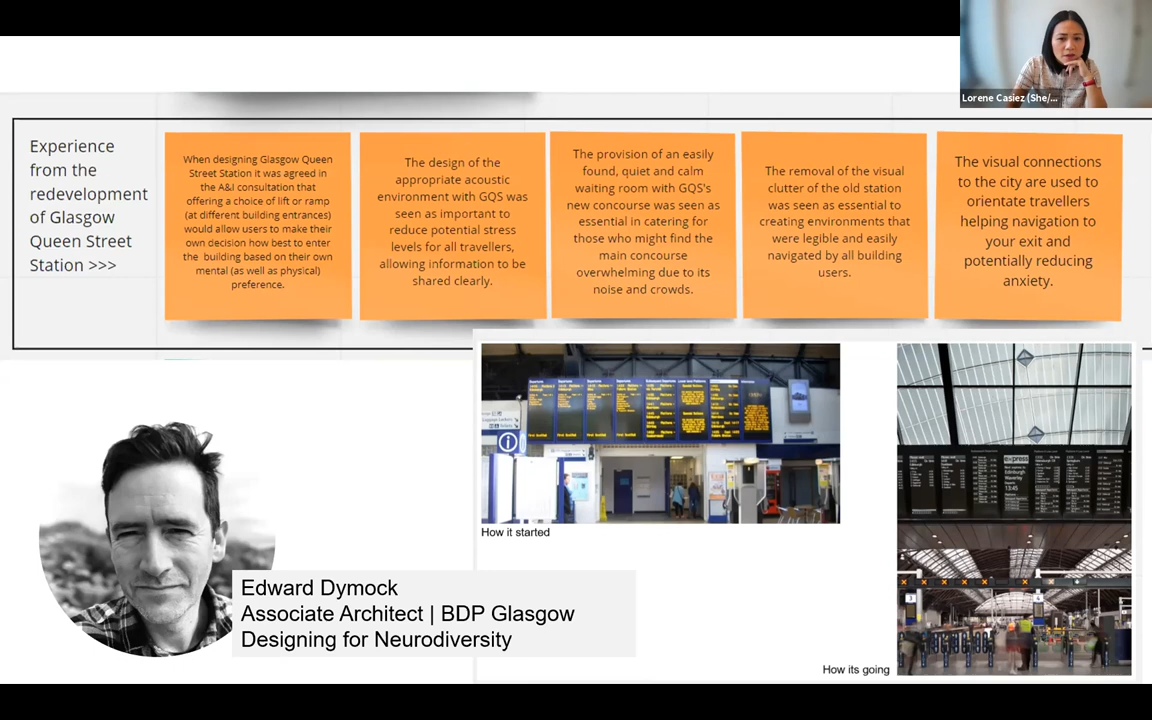 Lorene Casiez (She/...
Experience
from the
redevelopment
of Glasgow
Queen Street
Station >>>
When designing Glasgow Queen
Street Station it was agreed in
the A&I consultation that
offering a choice of lift or ramp
(at different building entrances)
would allow users to make their
own decision how best to enter
the building based on their own
mental (as well as physical)
preference.
The design of the
appropriate acoustic
environment with GQS was
seen as important to
reduce potential stress
levels for all travellers,
allowing information to be
shared clearly.
The provision of an easily
found, quiet and calm
waiting room with GQS's
new concourse was seen as
essential in catering for
those who might find the
main concourse
overwhelming due to its
noise and crowds.
The removal of the visual
clutter of the old station
was seen as essential to
creating environments that
were legible and easily
navigated by all building
users.
The visual connections
to the city are used to
orientate travellers
helping navigation to
your exit and
potentially reducing
anxiety.
How it started
express
Edinburgh
Waverley
13:45
Edward Dymock
Associate Architect | BDP Glasgow
Designing for Neurodiversity
How its going